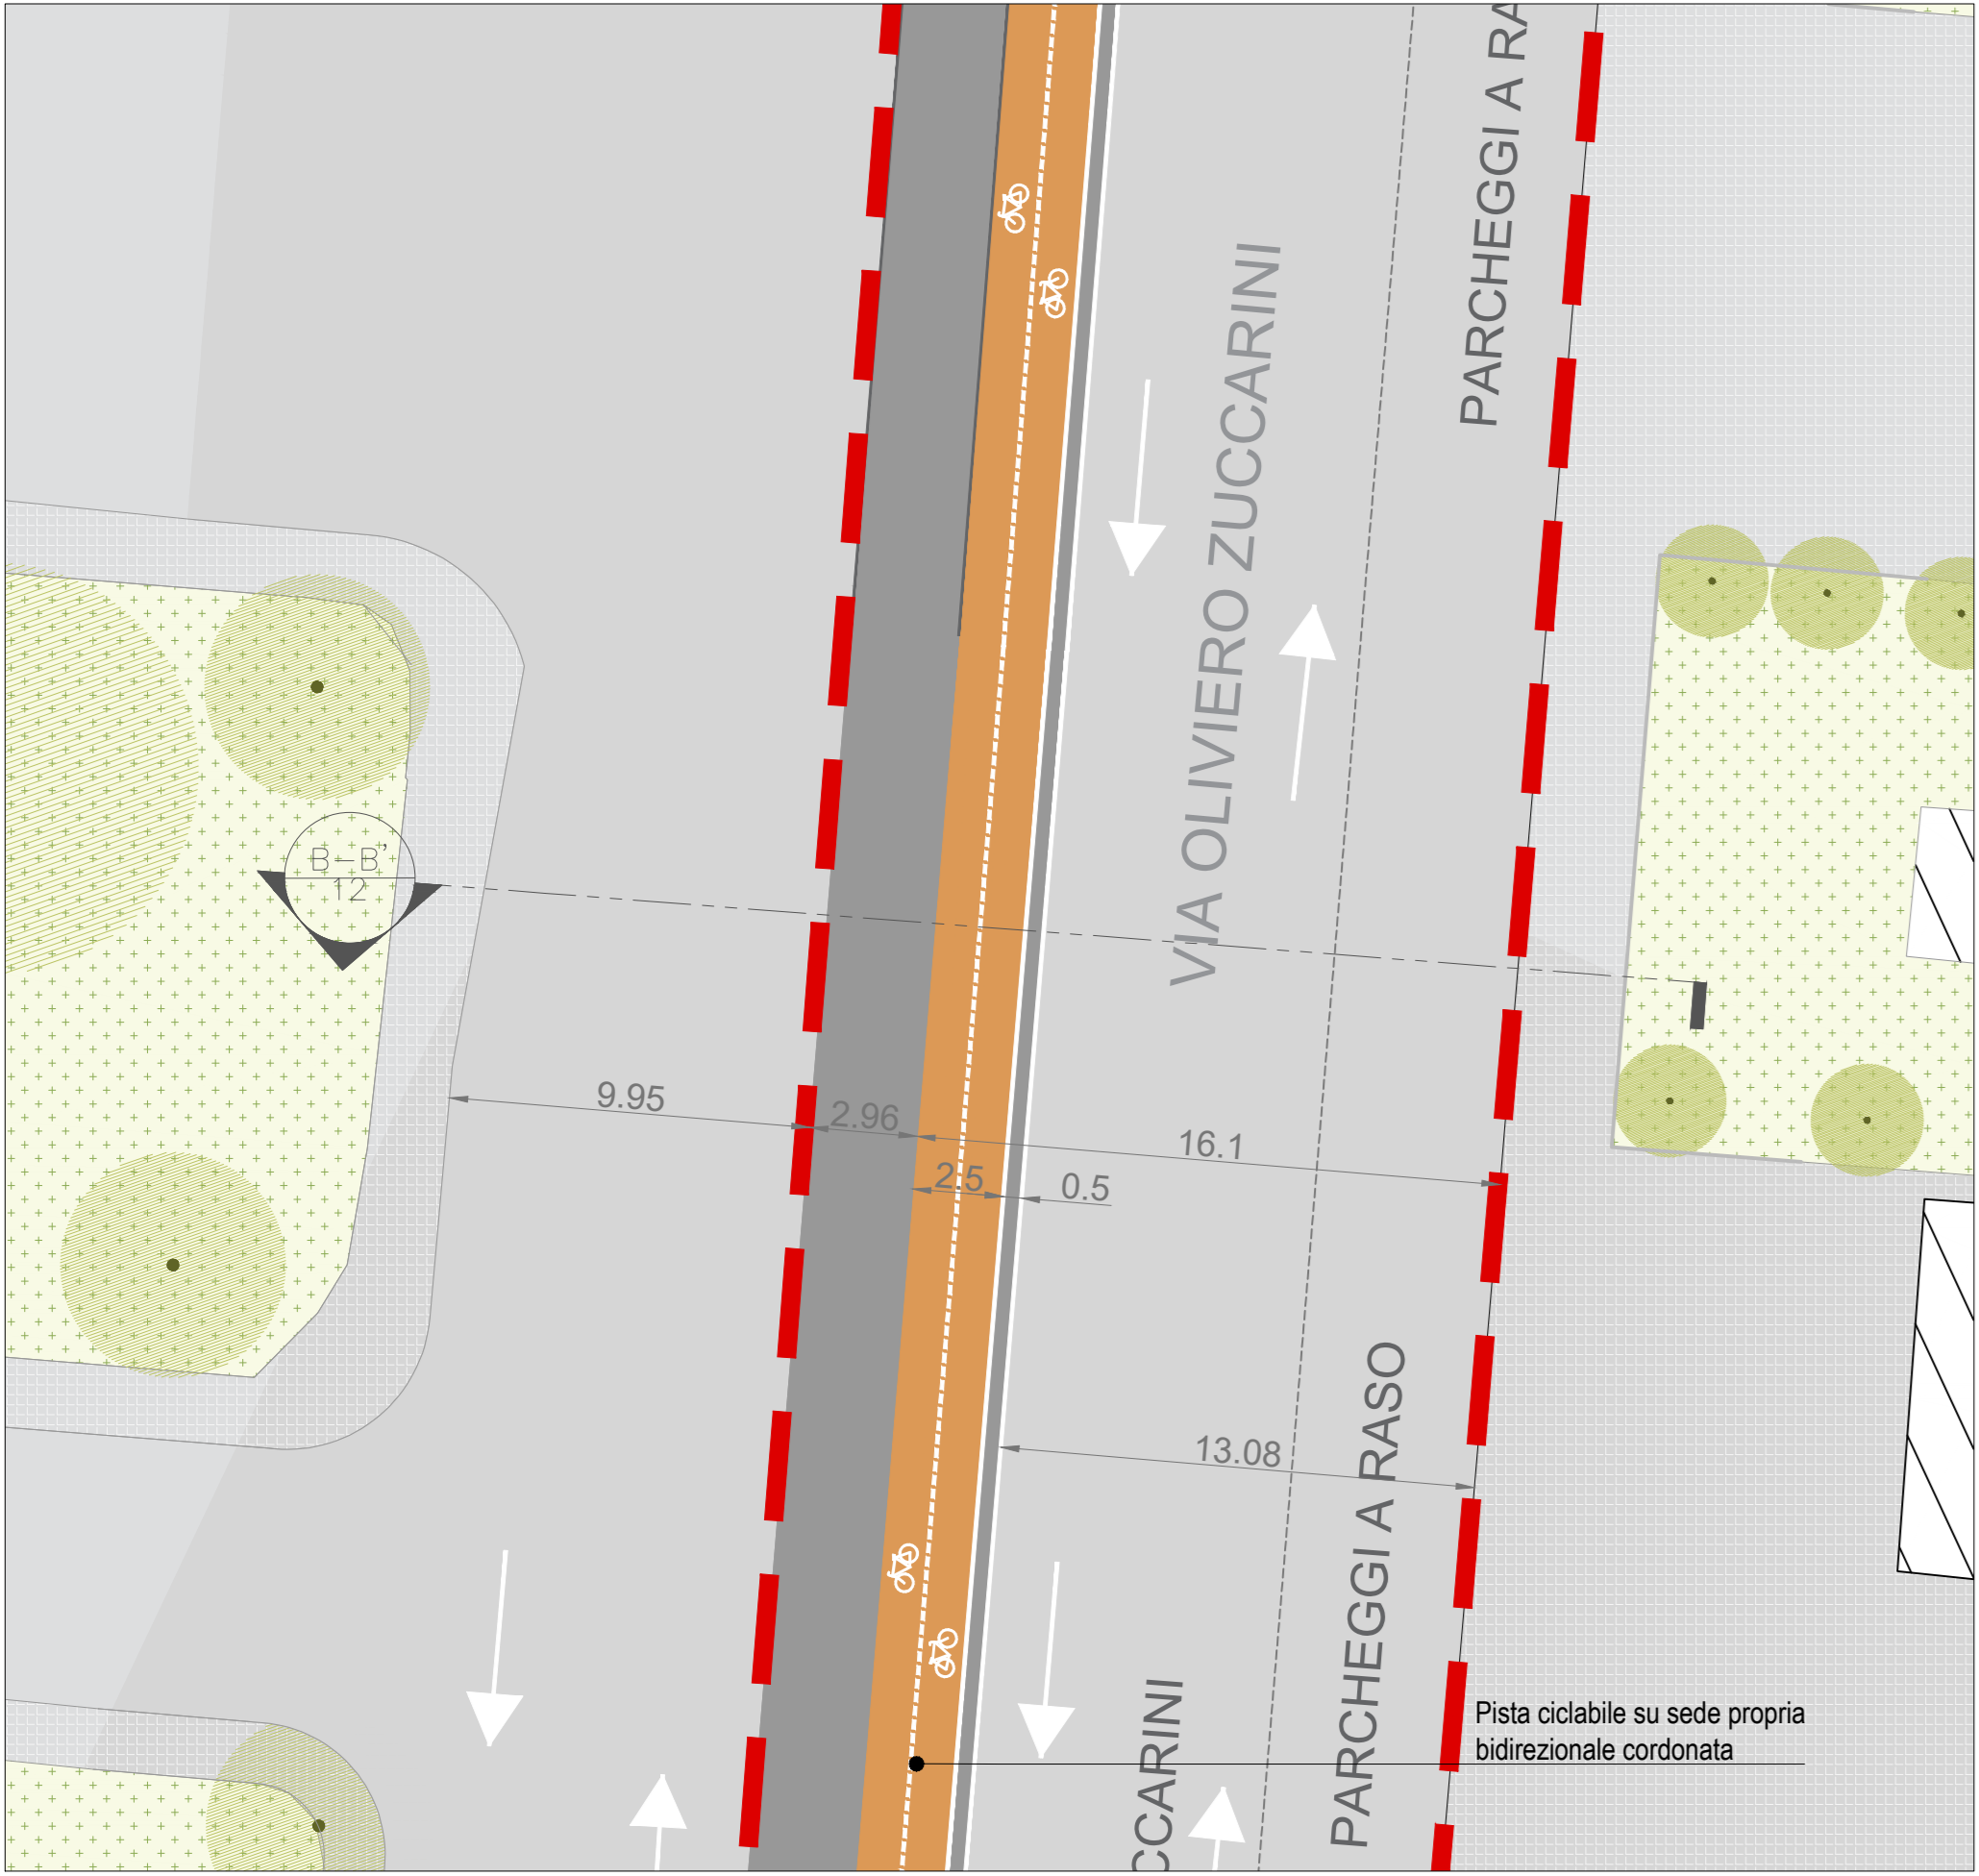 PARCHEGGI A RA
VIA OLIVIERO ZUCCARINI
B-B'
12
9.95
2.96
16.1
2.5
0.5
13.08
PARCHEGGI A RASO
CCARINI
Pista ciclabile su sede propria
bidirezionale cordonata